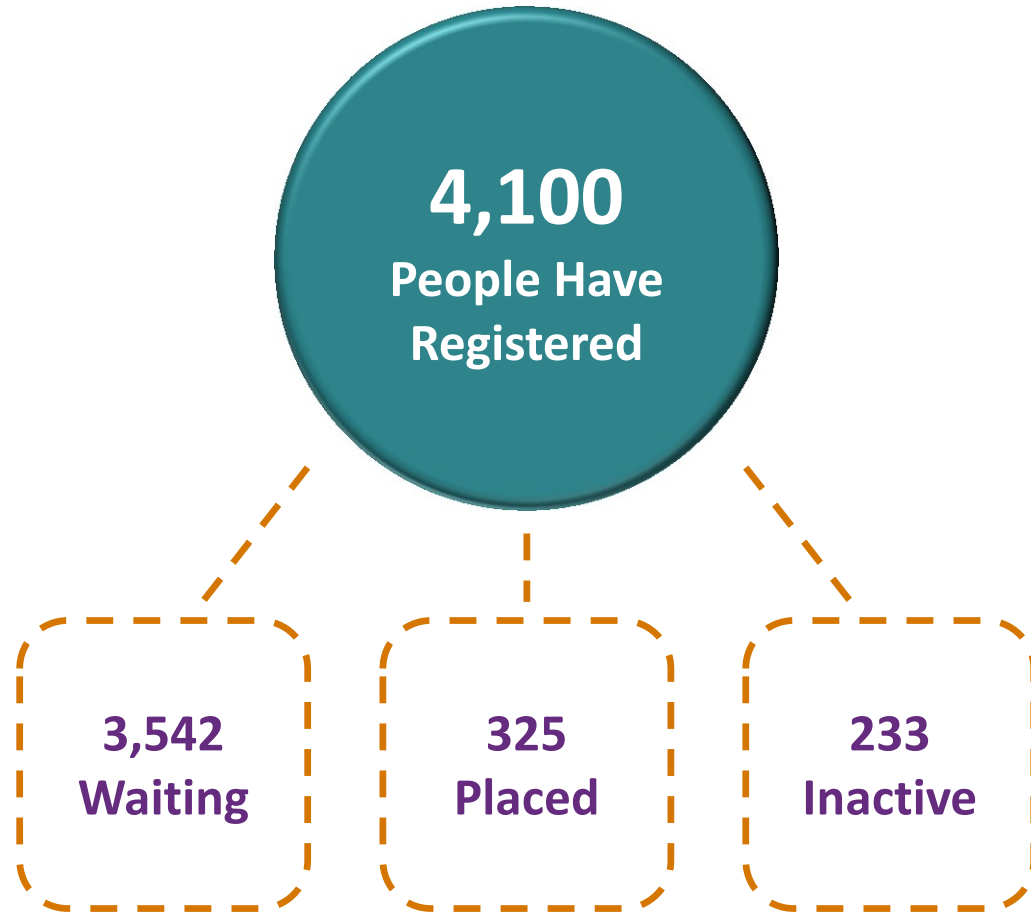 4,100
People Have
Registered
3,542
Waiting
325
Placed
233
Inactive